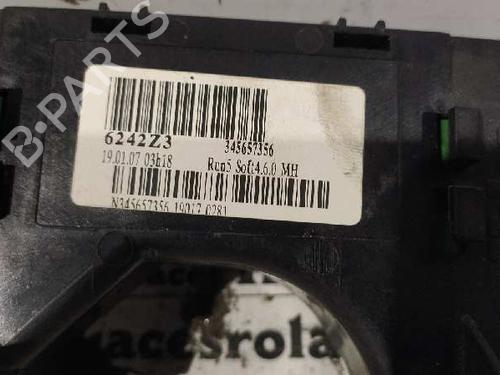 B-PARTS
6242Z3
345657356
19.01.07 03h18
Run5 Soft4.6.0 MH
N345657356 19017 0281
acesrola